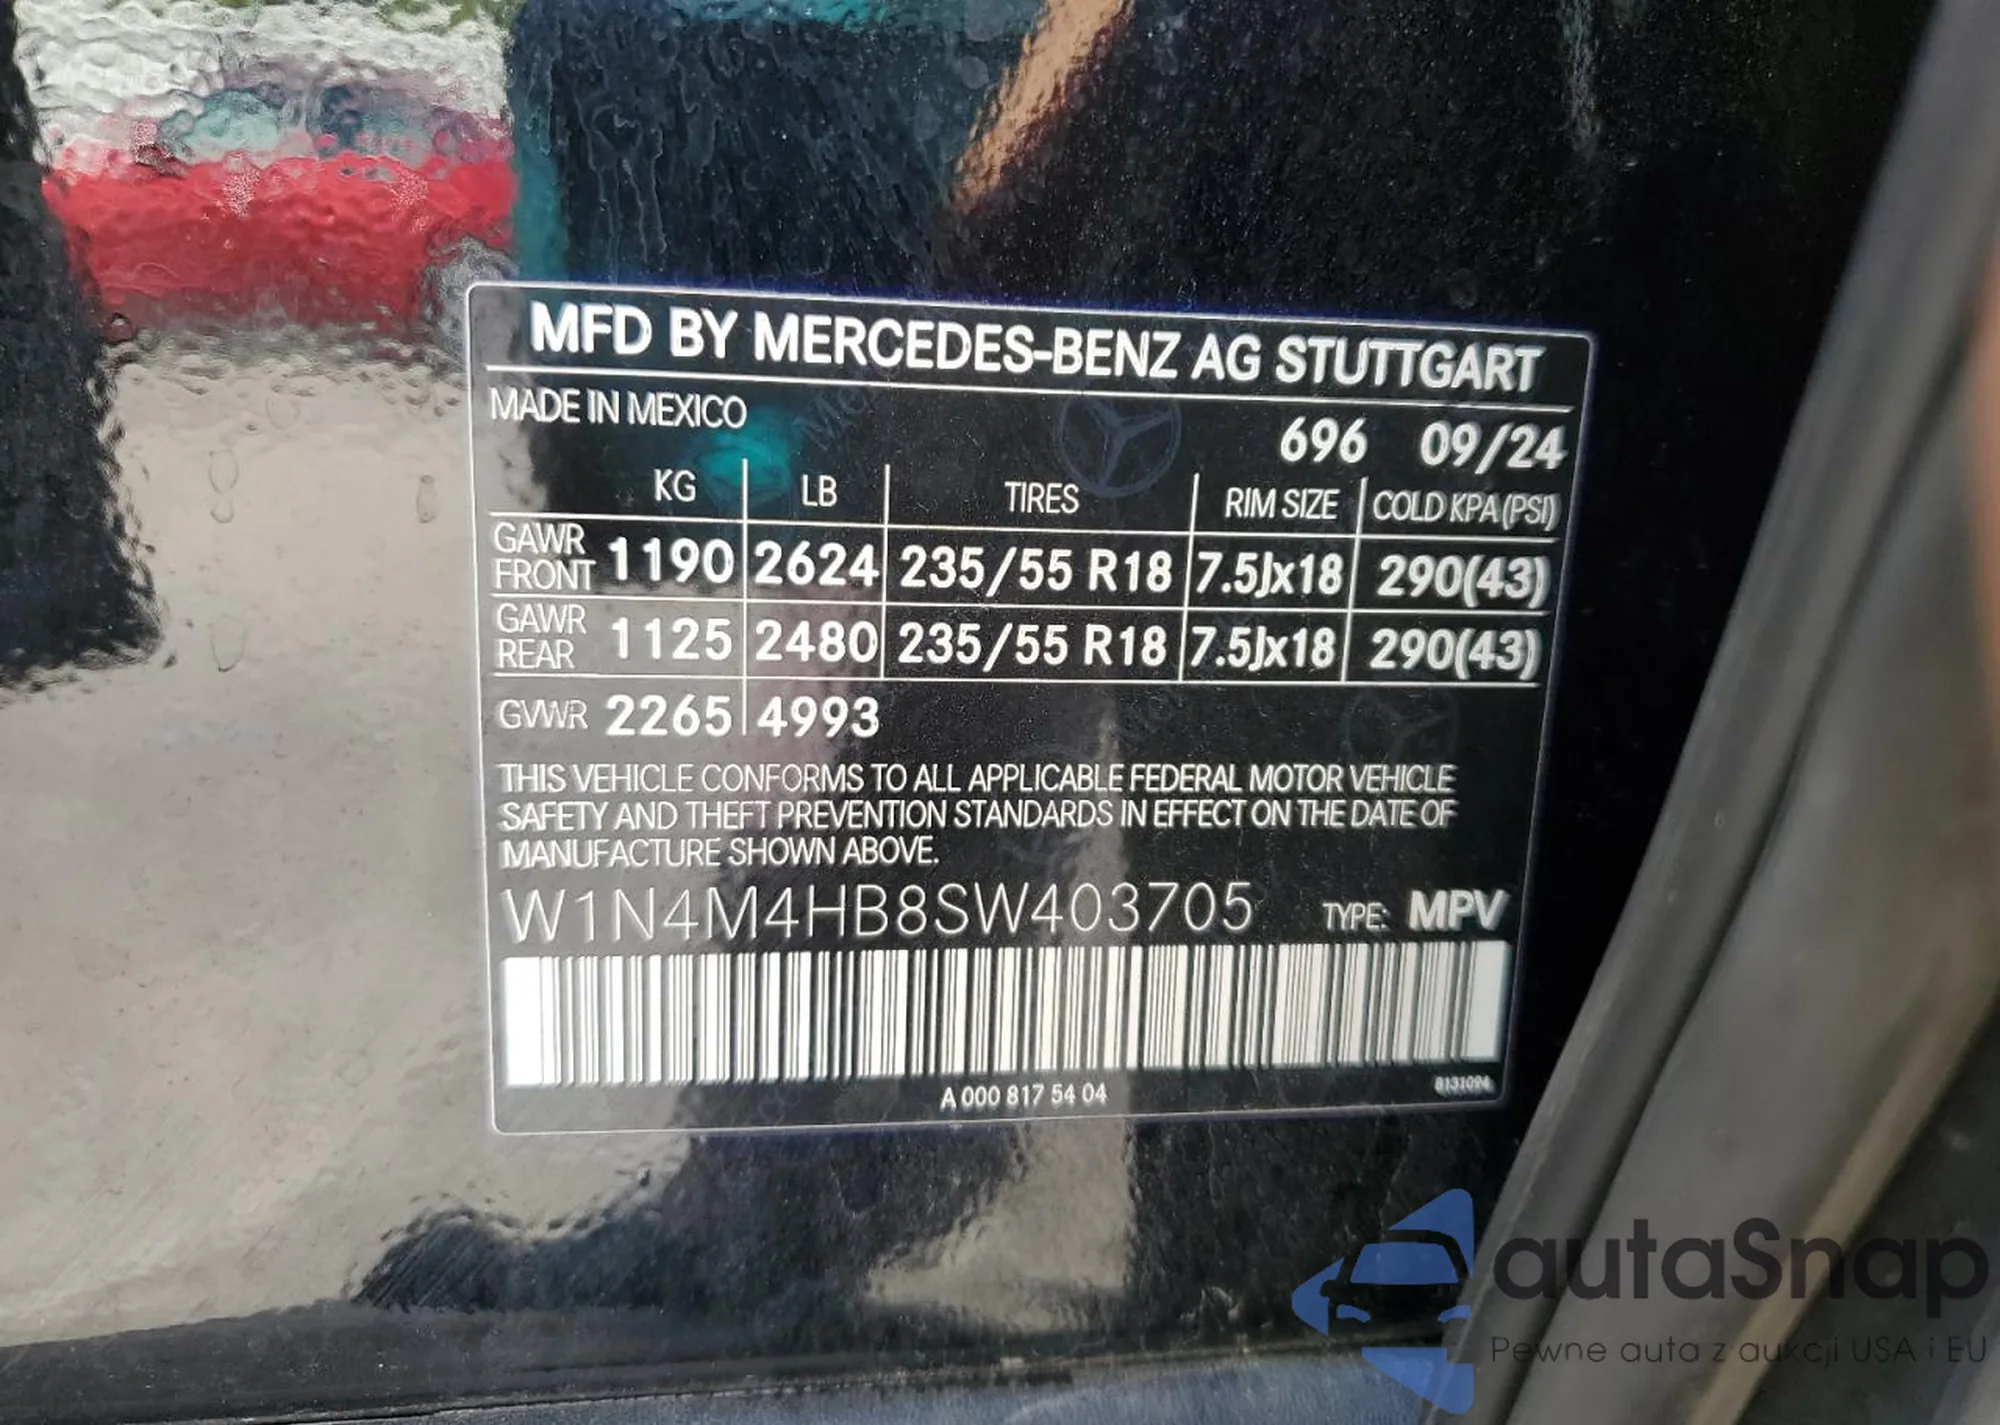 MFD BY MERCEDES-BENZ AG STUTTGART
MADE IN MEXICO
696 09/24
KG LB TIRES RIM SIZE COLD KPA (PSI)
GAWR FRONT 1190 2624 235/55 R18 7.5Jx18 290(43)
GAWR REAR 1125 2480 235/55 R18 7.5Jx18 290(43)
GVWR 2265 4993
THIS VEHICLE CONFORMS TO ALL APPLICABLE FEDERAL MOTOR VEHICLE
SAFETY AND THEFT PREVENTION STANDARDS IN EFFECT ON THE DATE OF
MANUFACTURE SHOWN ABOVE.
W1N4M4HB8SW403705 TYPE: MPV
A 000 817 54 04 8131094
autaSnap
Pewne auta z aukcji USA i EU